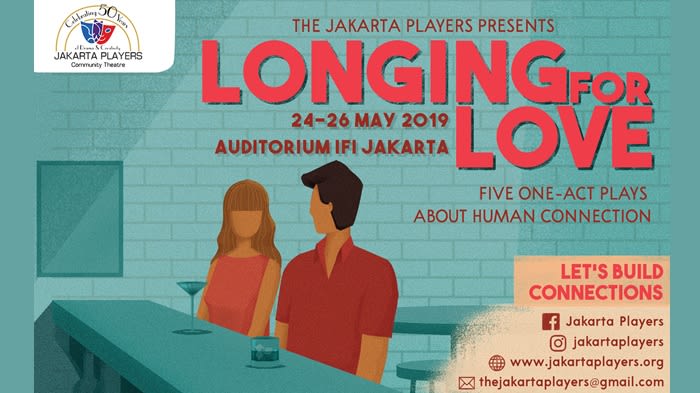 Celebrating 50 Years
of Drama & Creativity
JAKARTA PLAYERS
Community Theatre
THE JAKARTA PLAYERS PRESENTS
LONGING FOR
LOVE
24-26 MAY 2019
AUDITORIUM IFI JAKARTA
FIVE ONE-ACT PLAYS
ABOUT HUMAN CONNECTION
LET'S BUILD
CONNECTIONS
Jakarta Players
jakartaplayers
www.jakartaplayers.org
thejakartaplayers@gmail.com